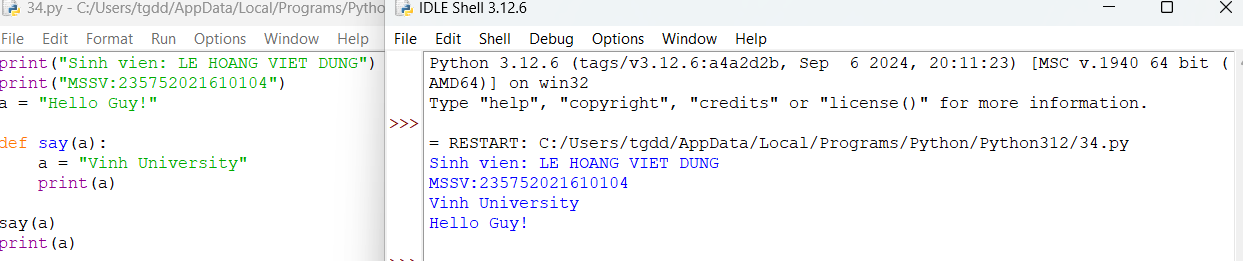 34.py - C:/Users/tgdd/AppData/Local/Programs/Pytho
File Edit Format Run Options Window Help
print("Sinh vien: LE HOANG VIET DUNG")
print("MSSV:235752021610104")
a = "Hello Guy!"
def say(a):
    a = "Vinh University"
    print(a)
say(a)
print(a)
IDLE Shell 3.12.6
File Edit Shell Debug Options Window Help
Python 3.12.6 (tags/v3.12.6:a4a2d2b, Sep  6 2024, 20:11:23) [MSC v.1940 64 bit (
AMD64)] on win32
Type "help", "copyright", "credits" or "license()" for more information.
>>>
= RESTART: C:/Users/tgdd/AppData/Local/Programs/Python/Python312/34.py
Sinh vien: LE HOANG VIET DUNG
MSSV:235752021610104
Vinh University
Hello Guy!
>>>